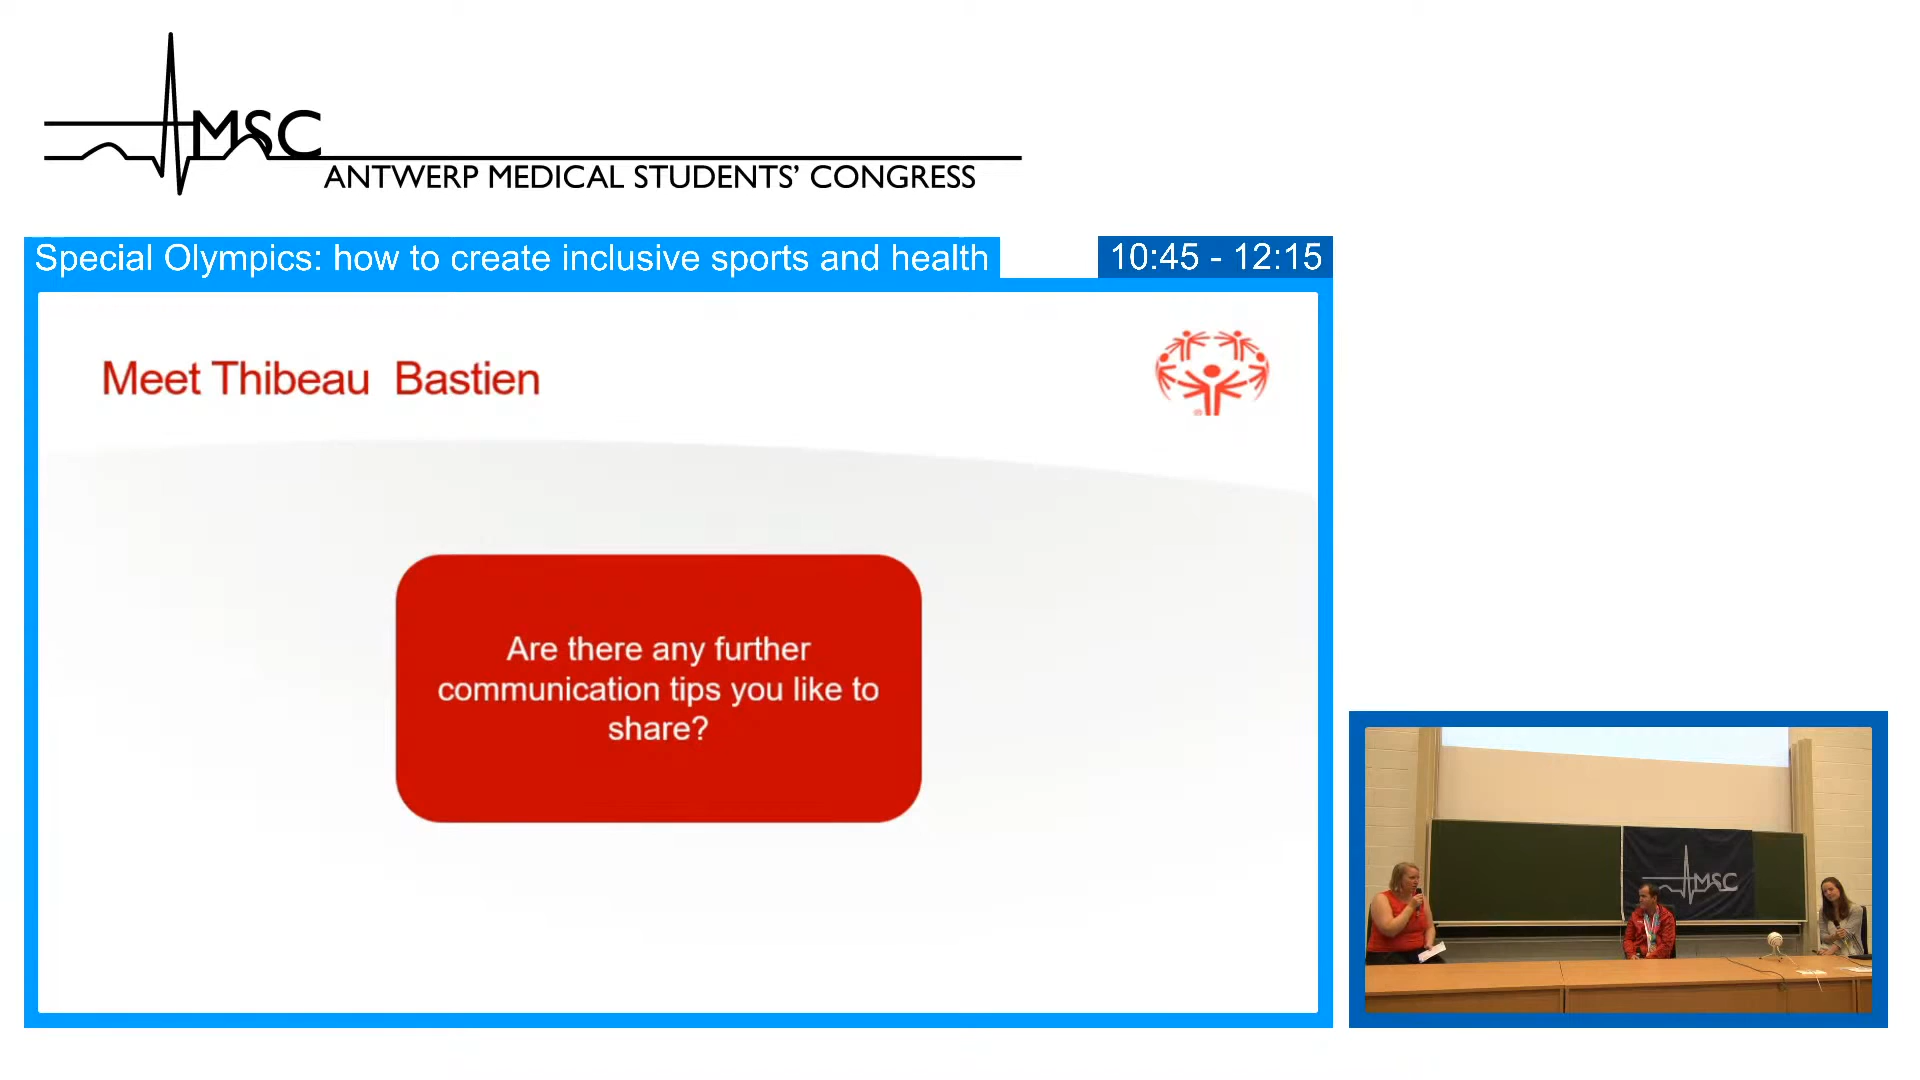 MSC
ANTWERP MEDICAL STUDENTS' CONGRESS
Special Olympics: how to create inclusive sports and health
10:45 - 12:15
Meet Thibeau Bastien
Are there any further
communication tips you like to
share?
MSC